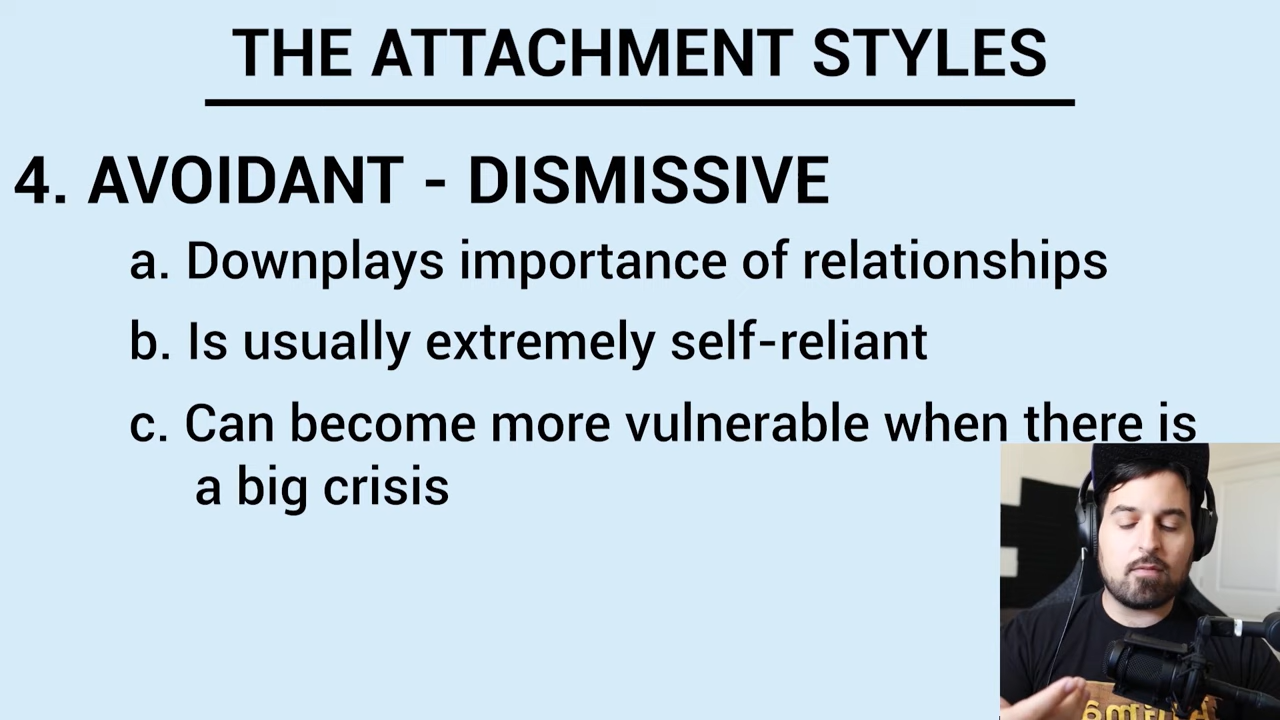 THE ATTACHMENT STYLES
4. AVOIDANT - DISMISSIVE
a. Downplays importance of relationships
b. Is usually extremely self-reliant
c. Can become more vulnerable when there is
a big crisis